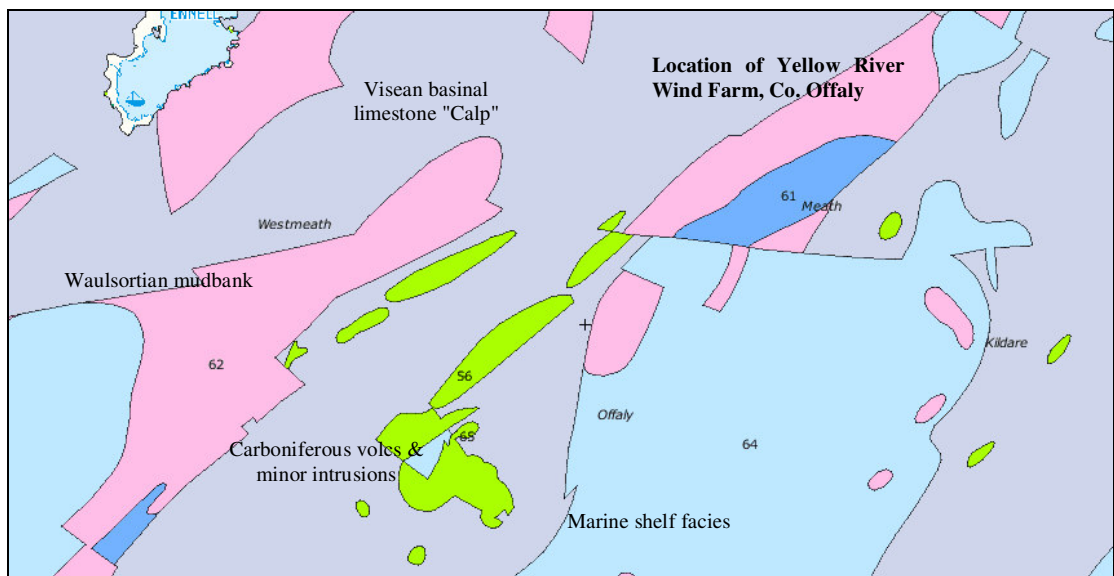 ENNELL
Location of Yellow River
Wind Farm, Co. Offaly
Visean basinal
limestone "Calp"
61
Meath
Westmeath
Waulsortian mudbank
Kildare
62
56
Offaly
65
64
Carboniferous volcs &
minor intrusions
Marine shelf facies